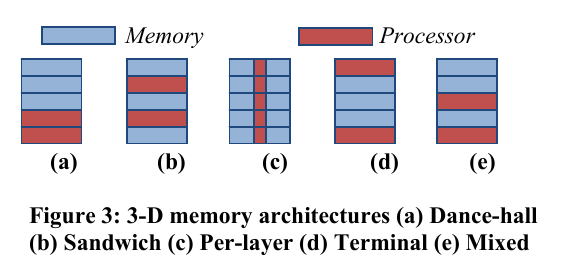 Memory Processor
(a) (b) (c) (d) (e)
Figure 3: 3-D memory architectures (a) Dance-hall
(b) Sandwich (c) Per-layer (d) Terminal (e) Mixed